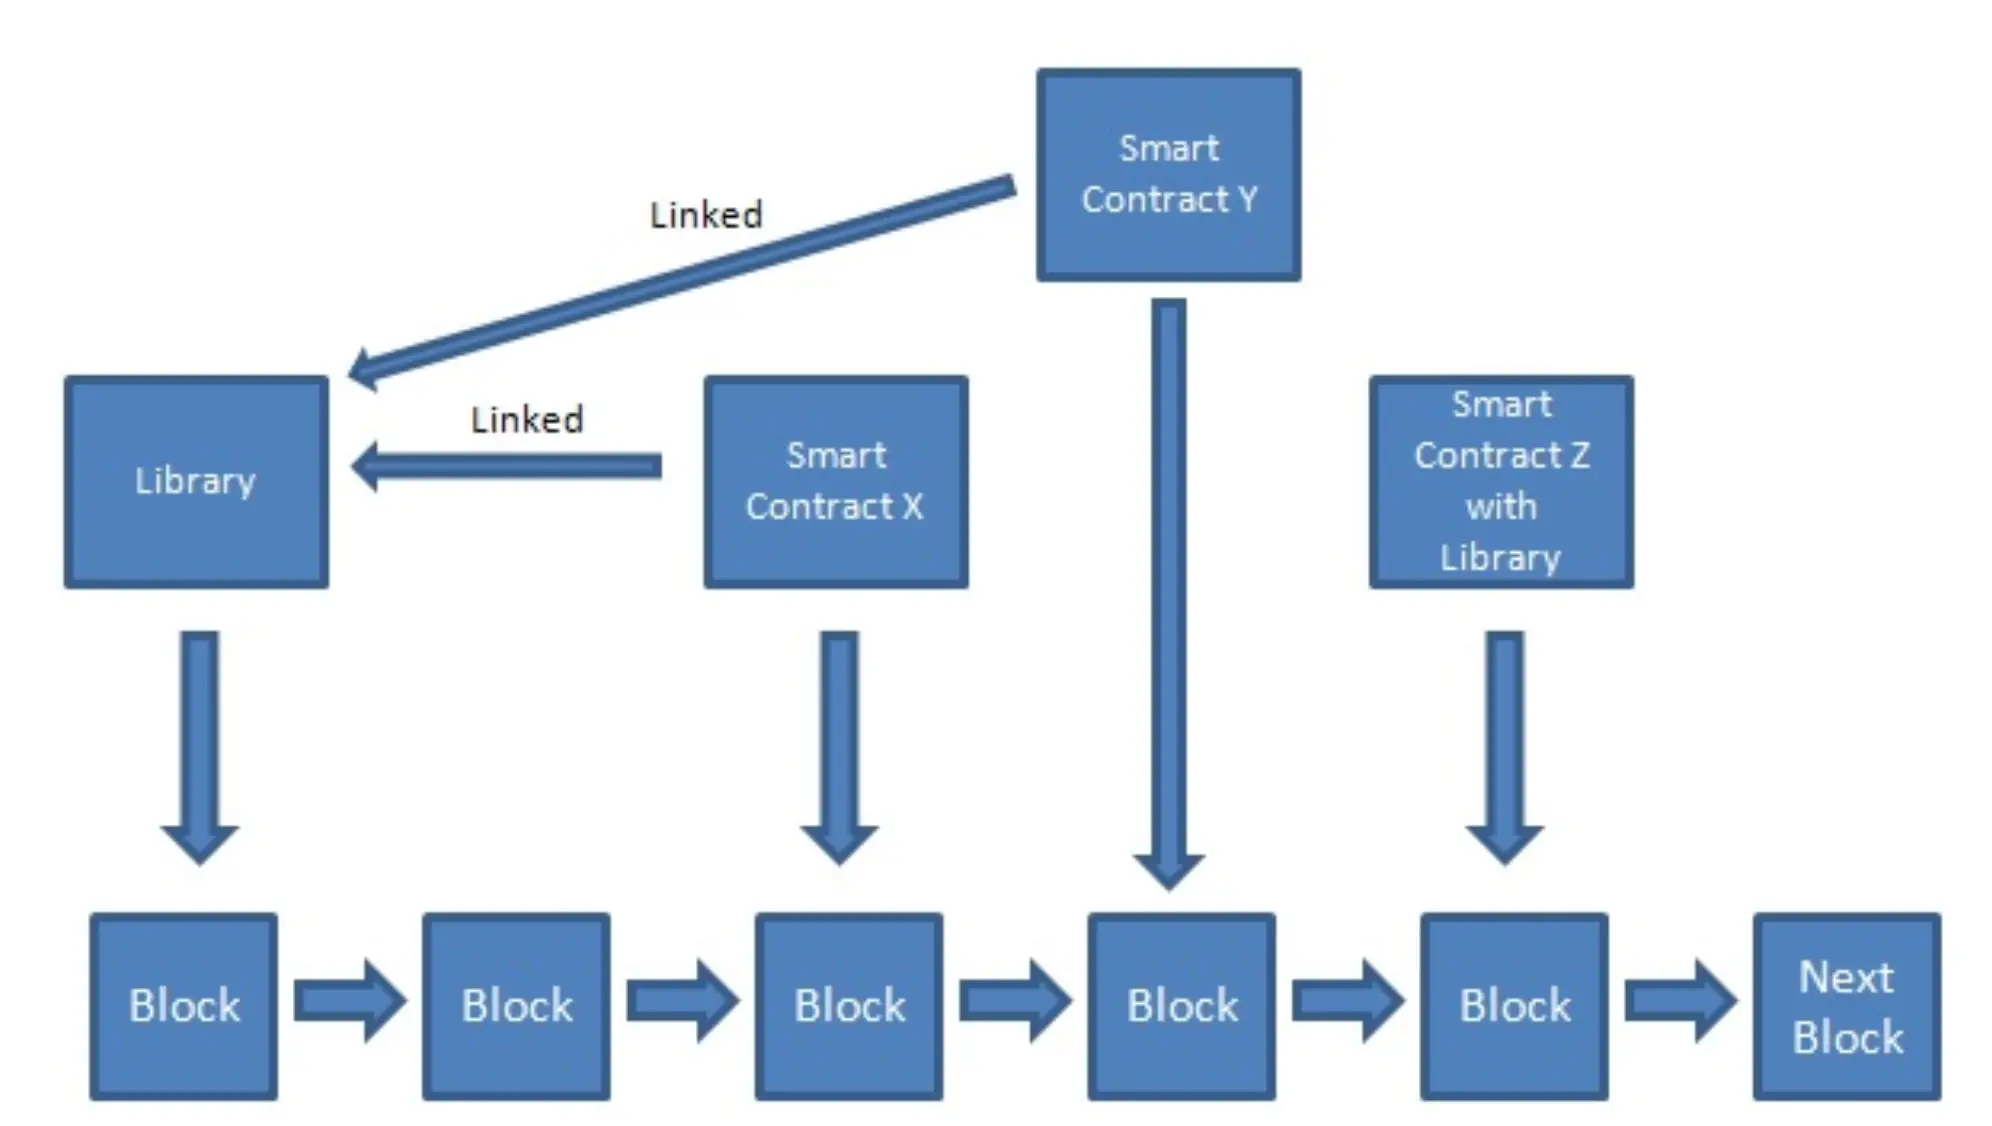 Smart
Contract Y
Linked
Linked
Library
Smart
Contract X
Smart
Contract Z
with
Library
Block
Block
Block
Block
Block
Next
Block